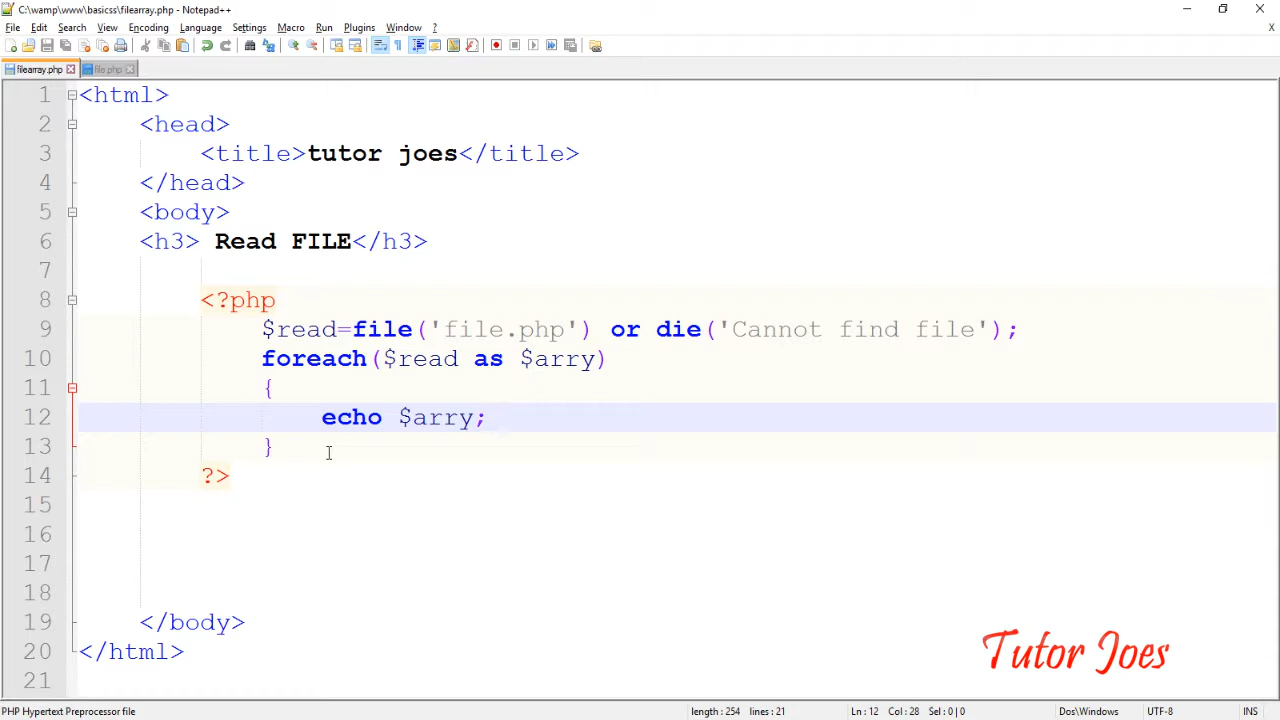 C:\wamp\www\basicss\filearray.php - Notepad++
File Edit Search View Encoding Language Settings Macro Run Plugins Window ?
X
filearray.php file.php
1 <html>
2 <head>
3 <title>tutor joes</title>
4 </head>
5 <body>
6 <h3> Read FILE</h3>
7
8 <?php
9 $read=file('file.php') or die('Cannot find file');
10 foreach($read as $arry)
11 {
12 echo $arry;
13 }
14 ?>
15
16
17
18
19 </body>
20 </html>
21
Tutor Joes
PHP Hypertext Preprocessor file length : 254 lines : 21 Ln : 12 Col : 28 Sel : 0 | 0 Dos\Windows UTF-8 INS